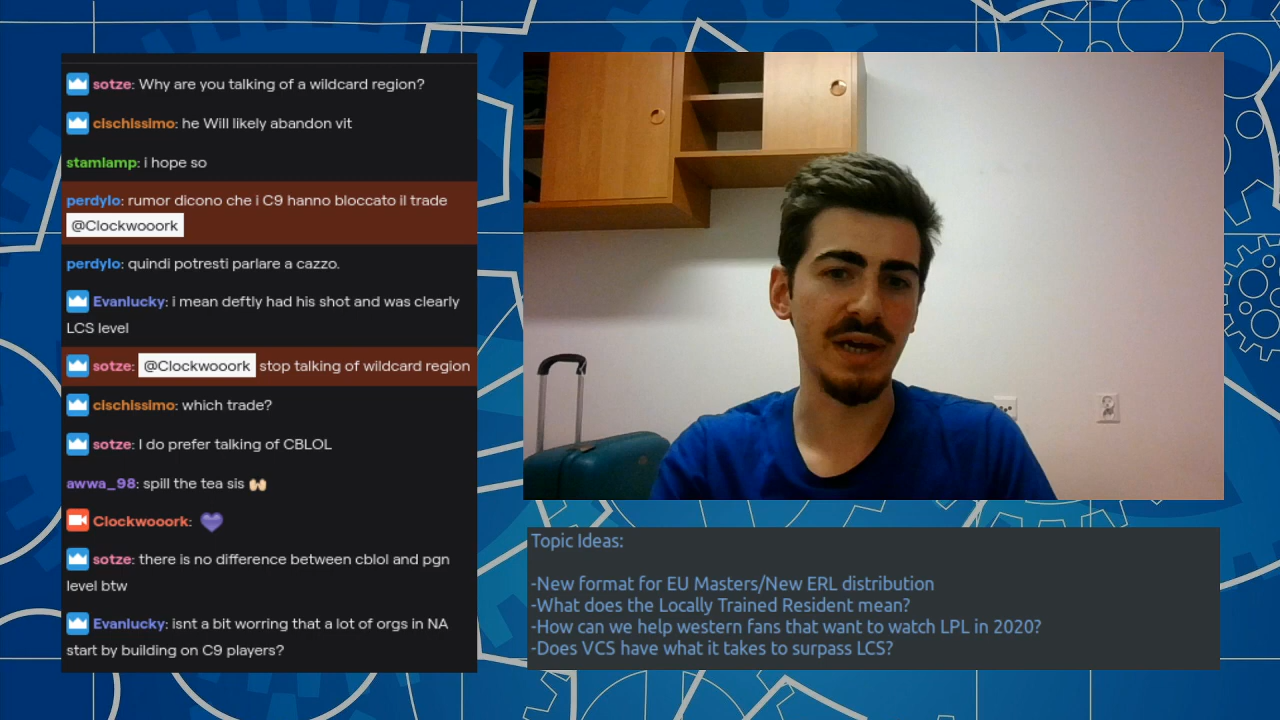 sotze: Why are you talking of a wildcard region?
cischissimo: he Will likely abandon vit
stamlamp: i hope so
perdylo: rumor dicono che i C9 hanno bloccato il trade
@Clockwooork
perdylo: quindi potresti parlare a cazzo.
Evanlucky: i mean deftly had his shot and was clearly
LCS level
sotze: @Clockwooork stop talking of wildcard region
cischissimo: which trade?
sotze: I do prefer talking of CBLOL
awwa_98: spill the tea sis 🙌🏻
Clockwooork: 💜
sotze: there is no difference between cblol and pgn
level btw
Evanlucky: isnt a bit worring that a lot of orgs in NA
start by building on C9 players?
Topic Ideas:
-New format for EU Masters/New ERL distribution
-What does the Locally Trained Resident mean?
-How can we help western fans that want to watch LPL in 2020?
-Does VCS have what it takes to surpass LCS?